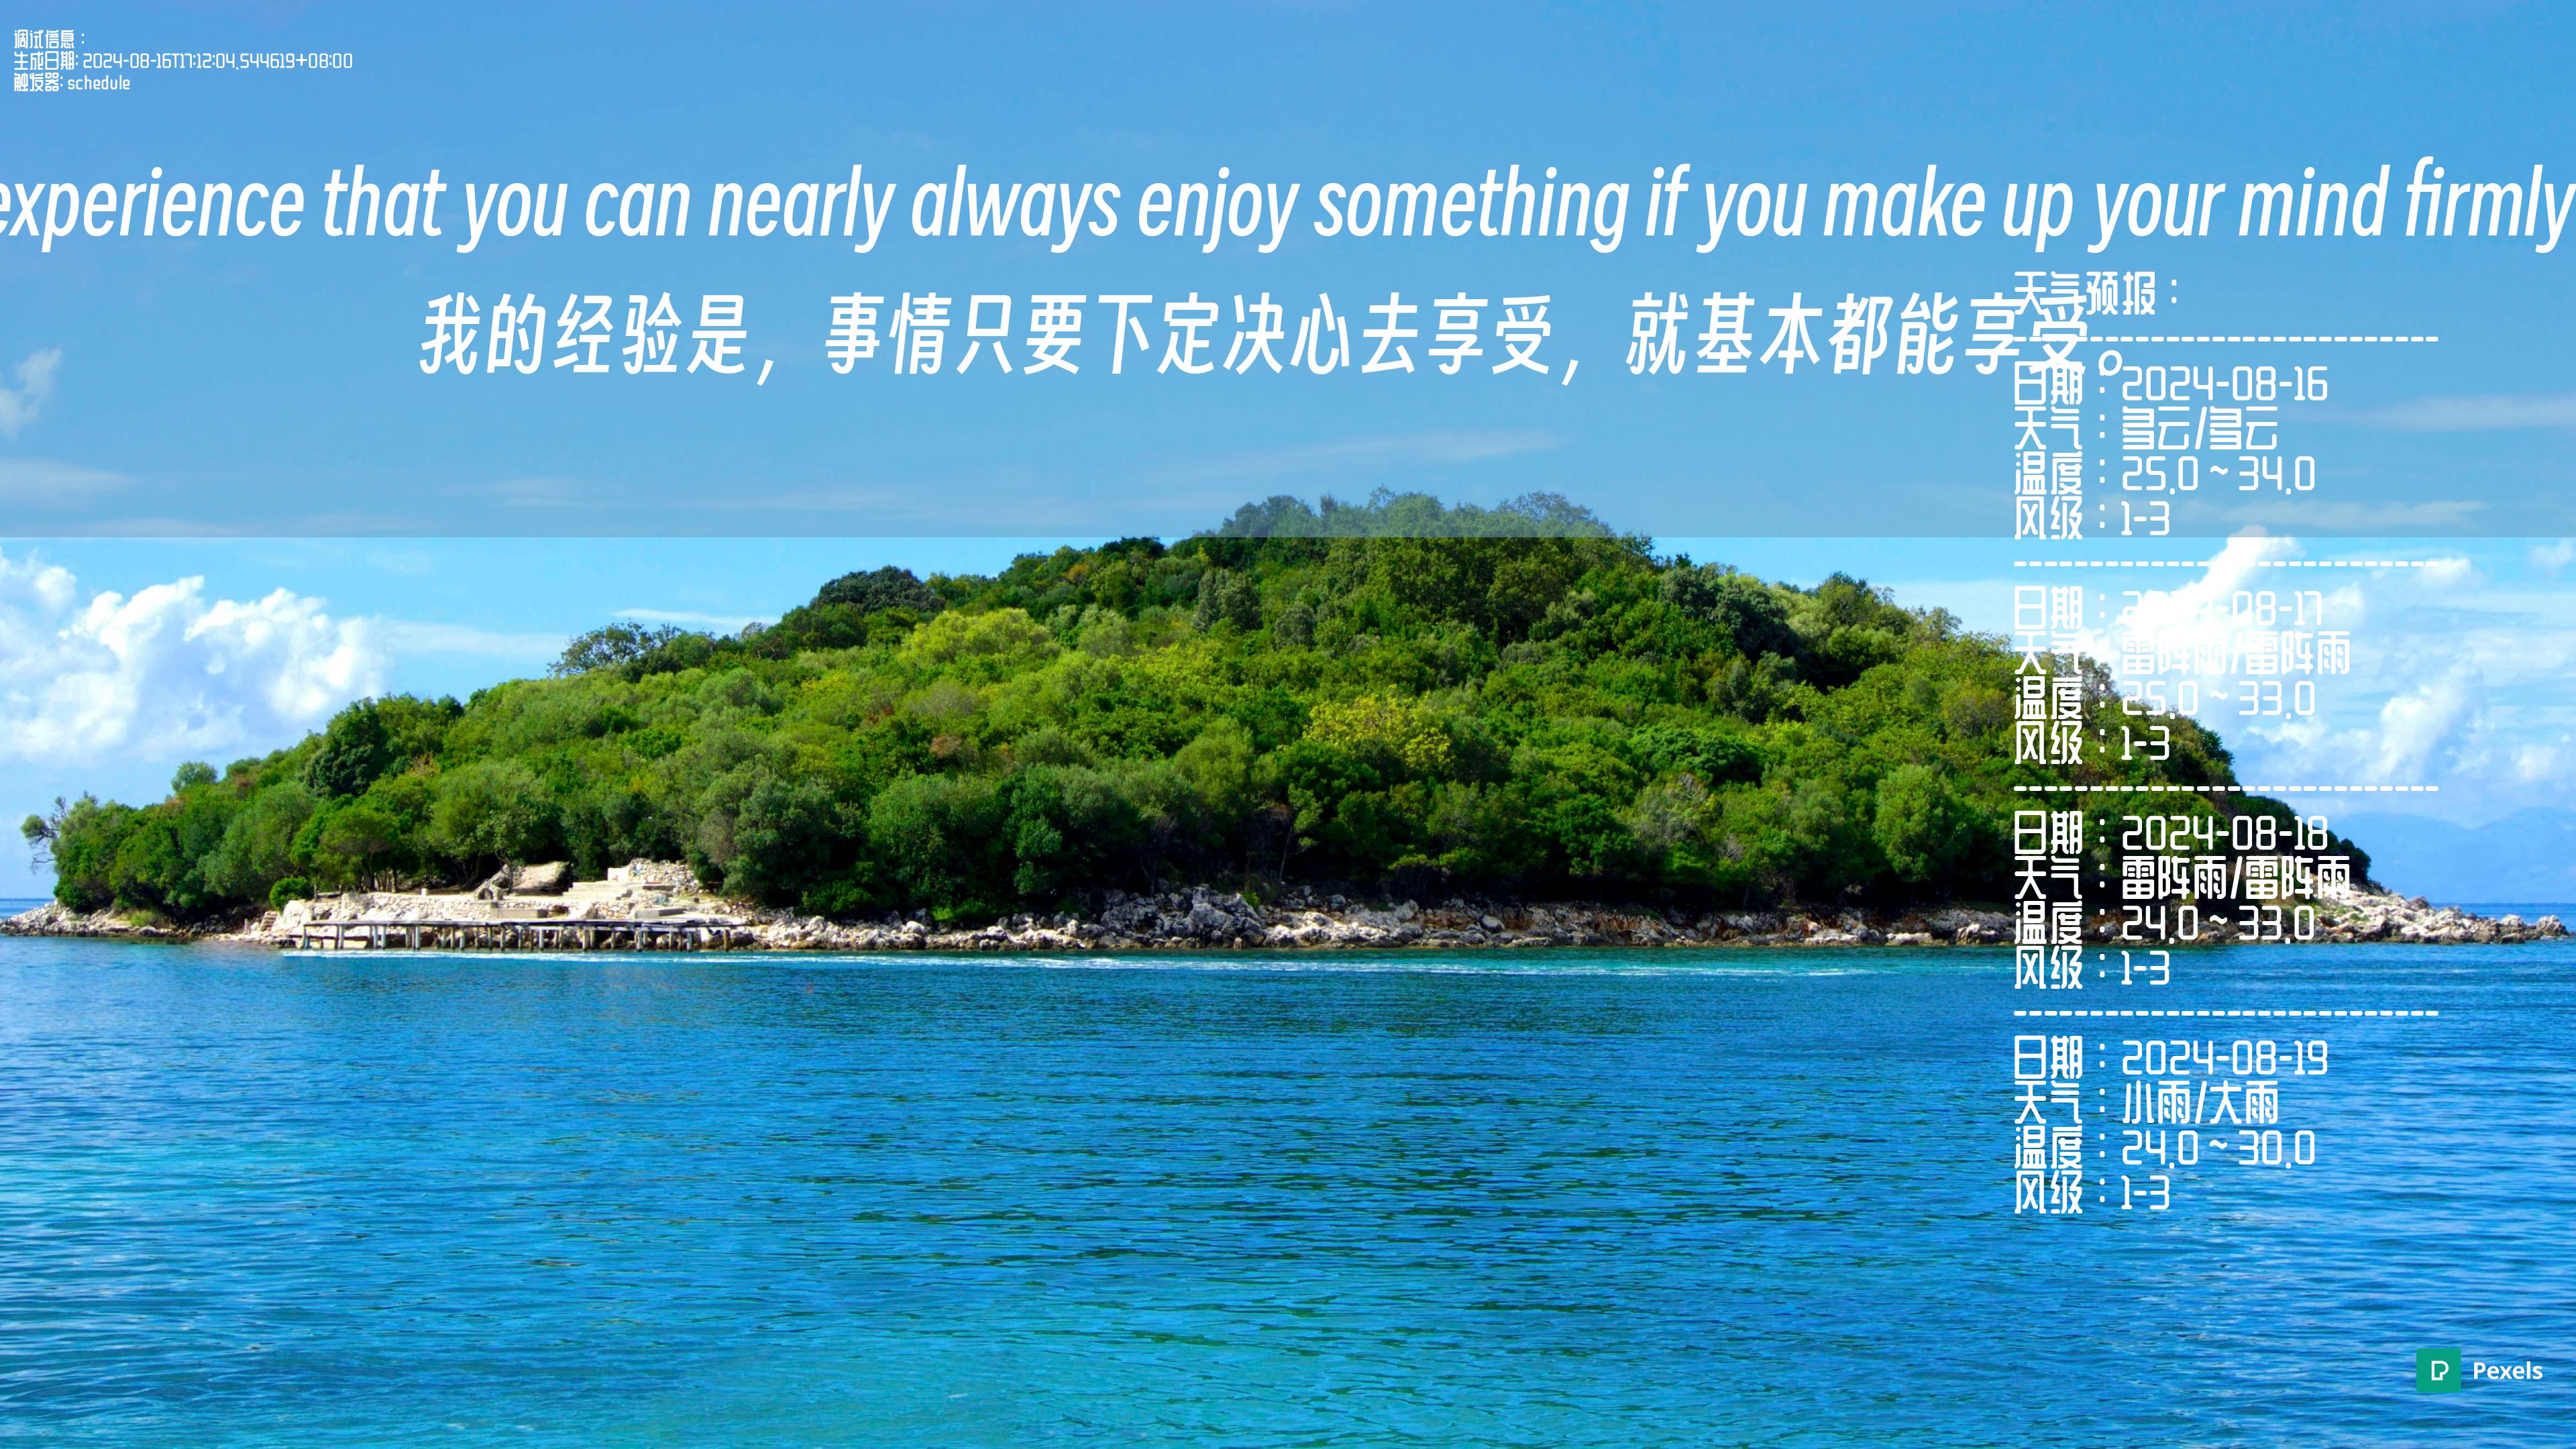 调试信息：
生成日期: 2024-08-16T17:12:04.544619+08:00
触发器: schedule
experience that you can nearly always enjoy something if you make up your mind firmly
我的经验是，事情只要下定决心去享受，就基本都能享受。
天气预报：
----------------------------
日期：2024-08-16
天气：多云/多云
温度：25.0 ~ 34.0
风级：1-3
----------------------------
日期：2024-08-17
天气：雷阵雨/雷阵雨
温度：25.0 ~ 33.0
风级：1-3
----------------------------
日期：2024-08-18
天气：雷阵雨/雷阵雨
温度：24.0 ~ 33.0
风级：1-3
----------------------------
日期：2024-08-19
天气：小雨/大雨
温度：24.0 ~ 30.0
风级：1-3
Pexels